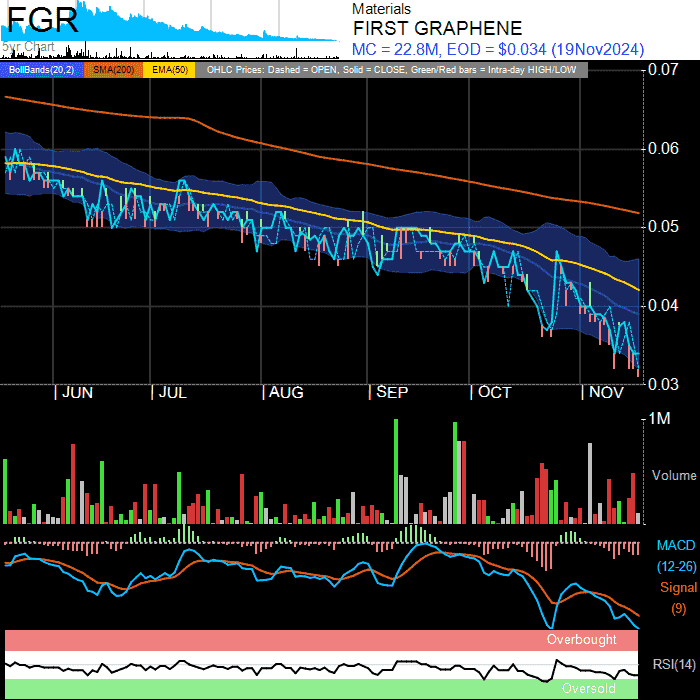 FGR
5yr Chart
Materials
FIRST GRAPHENE
MC = 22.8M, EOD = $0.034 (19Nov2024)
BollBands(20,2) SMA(200) EMA(50) OHLC Prices: Dashed = OPEN, Solid = CLOSE, Green/Red bars = Intra-day HIGH/LOW
0.07
0.06
0.05
0.04
0.03
JUN JUL AUG SEP OCT NOV
1M
Volume
MACD
(12-26)
Signal
(9)
Overbought
RSI(14)
Oversold